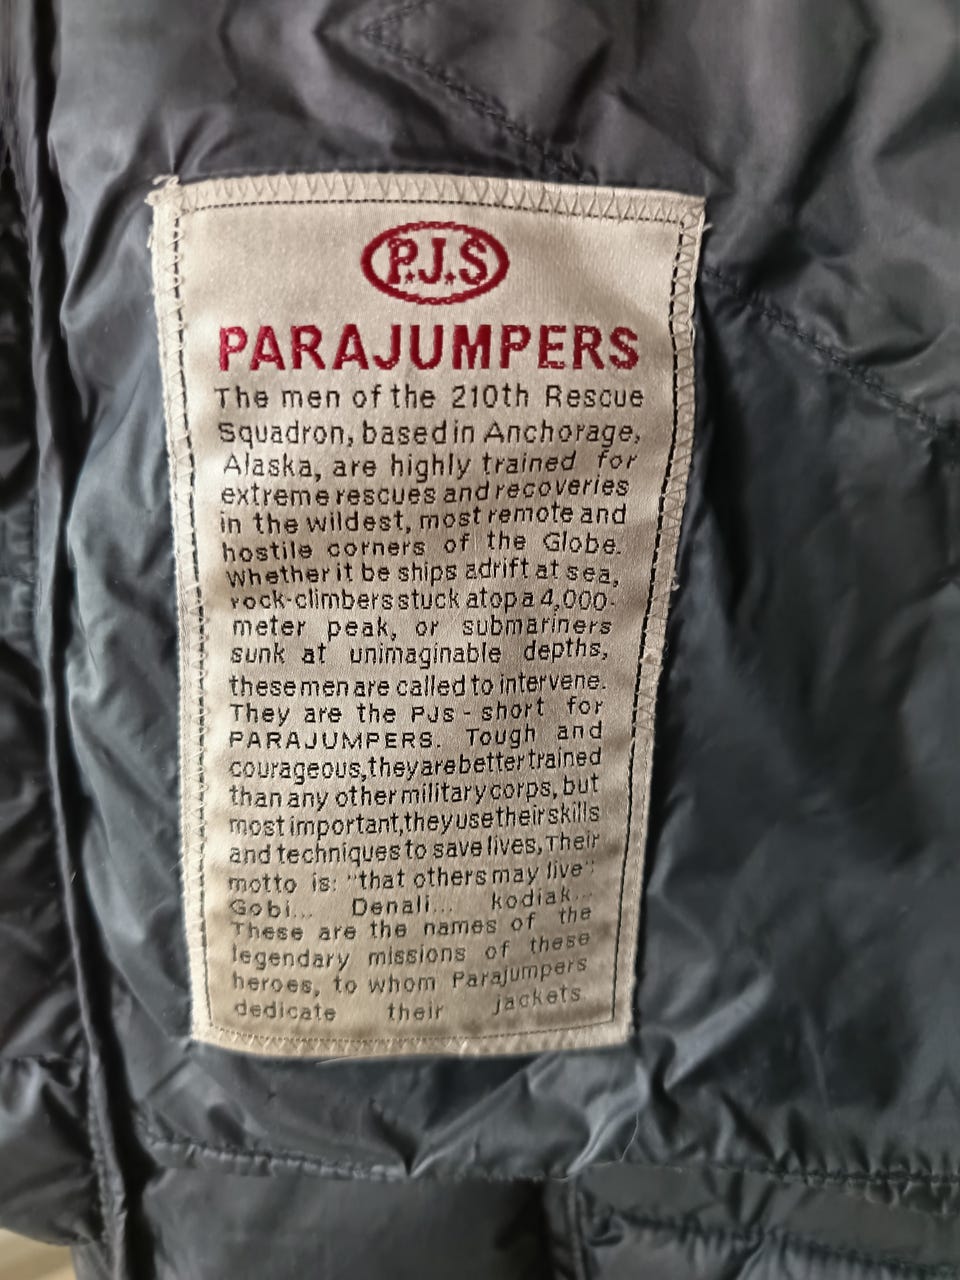 P.J.S
PARAJUMPERS
The men of the 210th Rescue
Squadron, based in Anchorage,
Alaska, are highly trained for
extreme rescues and recoveries
in the wildest, most remote and
hostile corners of the Globe.
Whether it be ships adrift at sea,
rock-climbers stuck atop a 4,000-
meter peak, or submariners
sunk at unimaginable depths,
these men are called to intervene.
They are the PJs - short for
PARAJUMPERS. Tough and
courageous, they are better trained
than any other military corps, but
most important, they use their skills
and techniques to save lives, Their
motto is: "that others may live":
Gobi... Denali... kodiak...
These are the names of the
legendary missions of these
heroes, to whom Parajumpers
dedicate their jackets